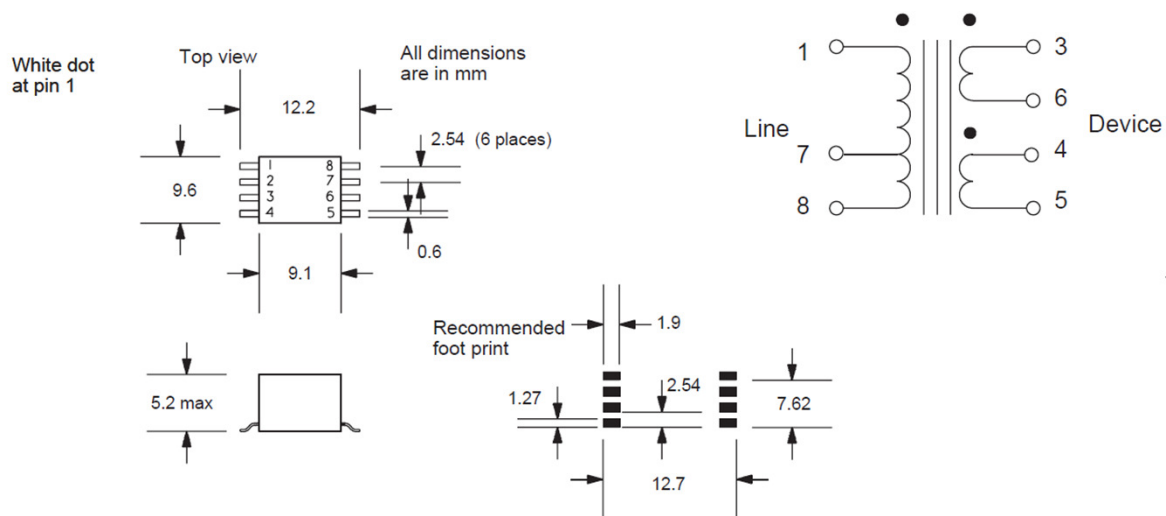 White dot
at pin 1
Top view
All dimensions
are in mm
12.2
2.54 (6 places)
9.6
1 8
2 7
3 6
4 5
0.6
9.1
1
7
8
Line
3
6
4
5
Device
5.2 max
Recommended
foot print
1.9
1.27
2.54
7.62
12.7